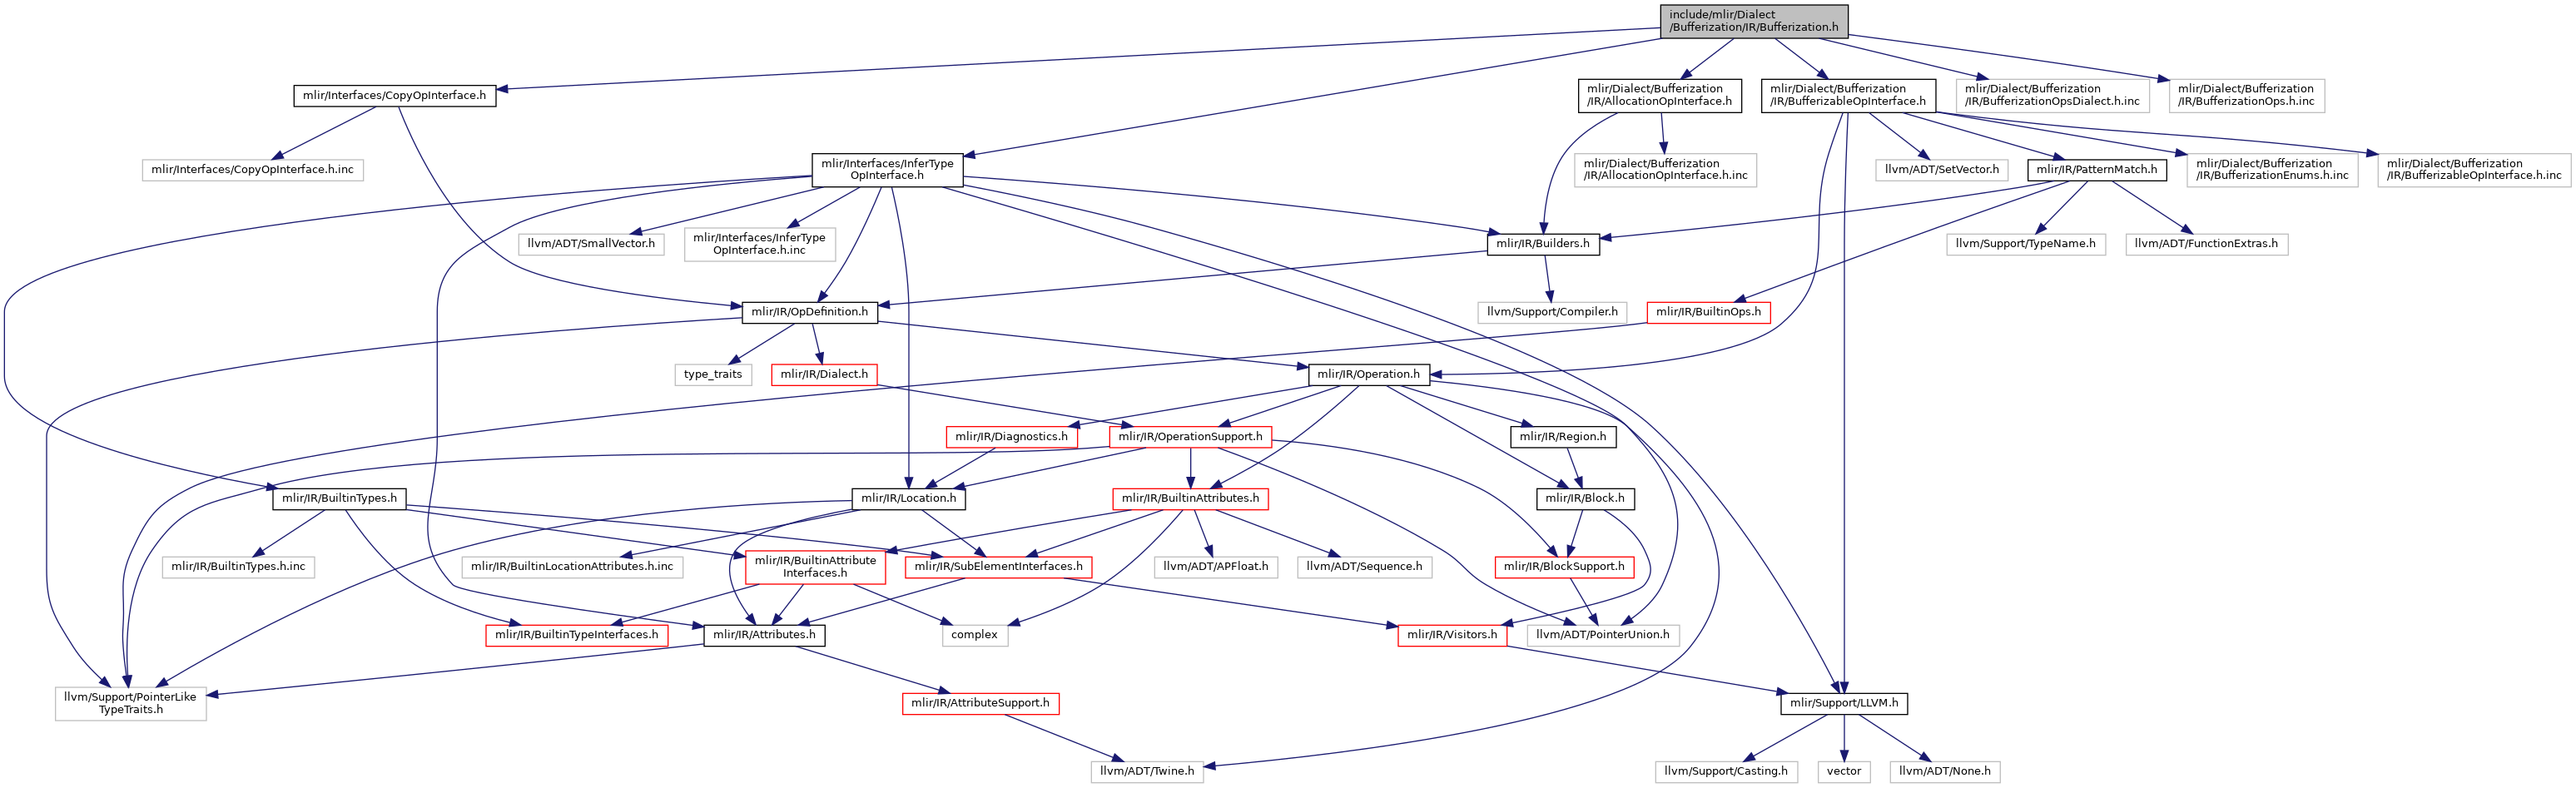 include/mlir/Dialect
/Bufferization/IR/Bufferization.h
mlir/Interfaces/CopyOpInterface.h
mlir/Dialect/Bufferization
/IR/AllocationOpInterface.h
mlir/Dialect/Bufferization
/IR/BufferizableOpInterface.h
mlir/Dialect/Bufferization
/IR/BufferizationOpsDialect.h.inc
mlir/Dialect/Bufferization
/IR/BufferizationOps.h.inc
mlir/Interfaces/CopyOpInterface.h.inc
mlir/Interfaces/InferType
OpInterface.h
mlir/Dialect/Bufferization
/IR/AllocationOpInterface.h.inc
llvm/ADT/SetVector.h
mlir/IR/PatternMatch.h
mlir/Dialect/Bufferization
/IR/BufferizationEnums.h.inc
mlir/Dialect/Bufferization
/IR/BufferizableOpInterface.h.inc
llvm/ADT/SmallVector.h
mlir/Interfaces/InferType
OpInterface.h.inc
mlir/IR/Builders.h
llvm/Support/TypeName.h
llvm/ADT/FunctionExtras.h
mlir/IR/OpDefinition.h
llvm/Support/Compiler.h
mlir/IR/BuiltinOps.h
type_traits
mlir/IR/Dialect.h
mlir/IR/Operation.h
mlir/IR/Diagnostics.h
mlir/IR/OperationSupport.h
mlir/IR/Region.h
mlir/IR/BuiltinTypes.h
mlir/IR/Location.h
mlir/IR/BuiltinAttributes.h
mlir/IR/Block.h
mlir/IR/BuiltinTypes.h.inc
mlir/IR/BuiltinLocationAttributes.h.inc
mlir/IR/BuiltinAttribute
Interfaces.h
mlir/IR/SubElementInterfaces.h
llvm/ADT/APFloat.h
llvm/ADT/Sequence.h
mlir/IR/BlockSupport.h
mlir/IR/BuiltinTypeInterfaces.h
mlir/IR/Attributes.h
complex
mlir/IR/Visitors.h
llvm/ADT/PointerUnion.h
llvm/Support/PointerLike
TypeTraits.h
mlir/IR/AttributeSupport.h
mlir/Support/LLVM.h
llvm/ADT/Twine.h
llvm/Support/Casting.h
vector
llvm/ADT/None.h